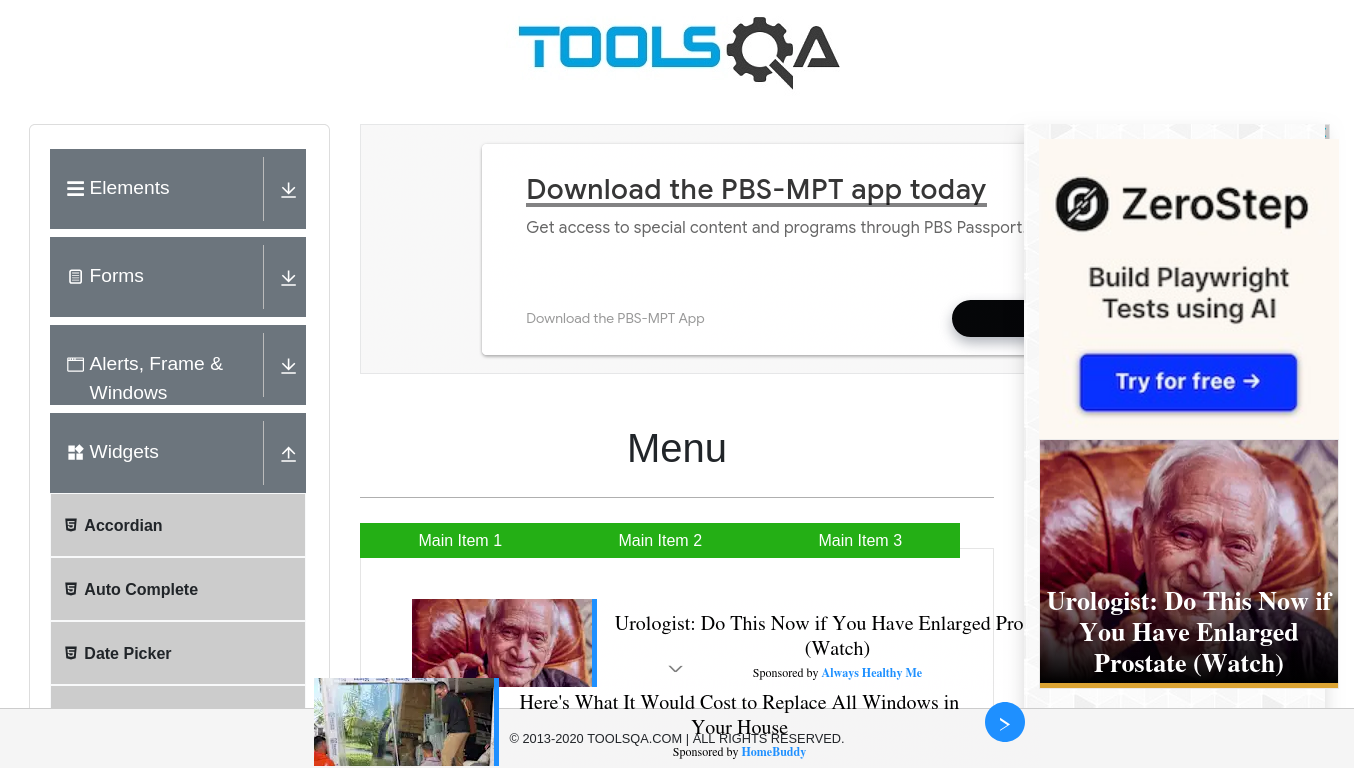 TOOLSQA
Elements
Forms
Alerts, Frame &
Windows
Widgets
Accordian
Auto Complete
Date Picker
Download the PBS-MPT app today
Get access to special content and programs through PBS Passport.
Download the PBS-MPT App
Menu
Main Item 1
Main Item 2
Main Item 3
Urologist: Do This Now if You Have Enlarged Pro
(Watch)
Sponsored by Always Healthy Me
Here's What It Would Cost to Replace All Windows in
Your House
Sponsored by HomeBuddy
© 2013-2020 TOOLSQA.COM | ALL RIGHTS RESERVED.
ZeroStep
Build Playwright
Tests using AI
Try for free →
Urologist: Do This Now if
You Have Enlarged
Prostate (Watch)